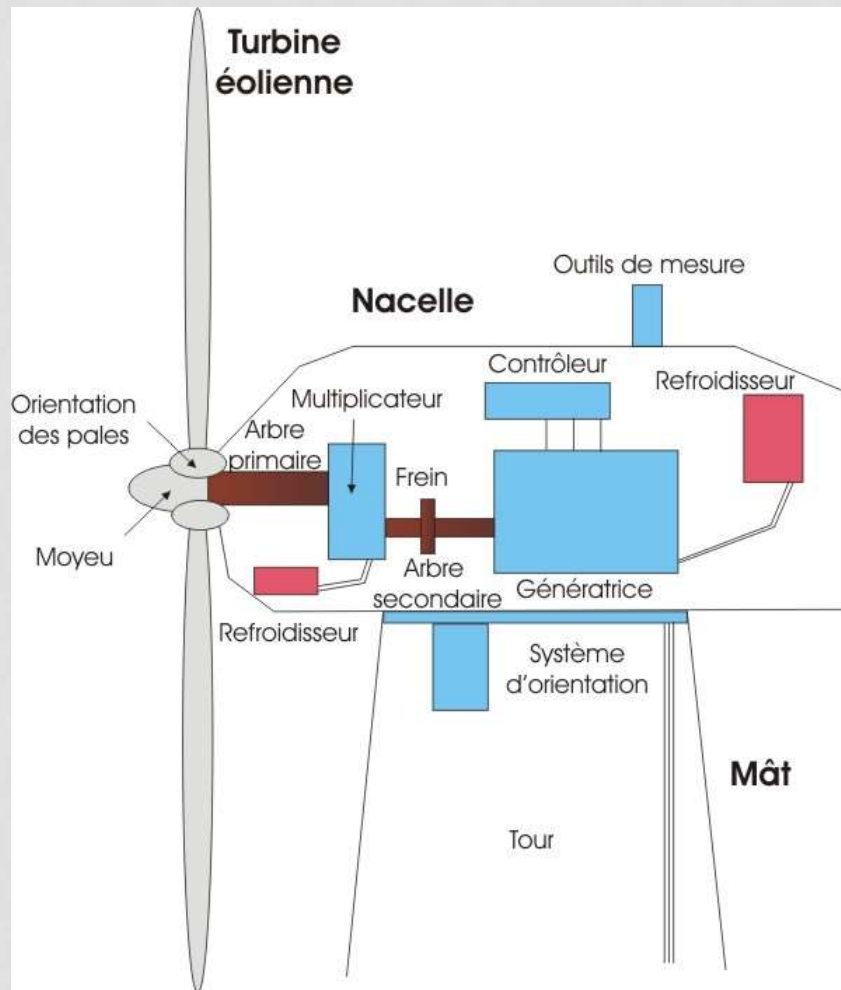 Turbine
éolienne
Outils de mesure
Nacelle
Contrôleur
Refroidisseur
Orientation
des pales
Multiplicateur
Arbre
primaire
Frein
Moyeu
Arbre
secondaire
Génératrice
Refroidisseur
Système
d'orientation
Mât
Tour